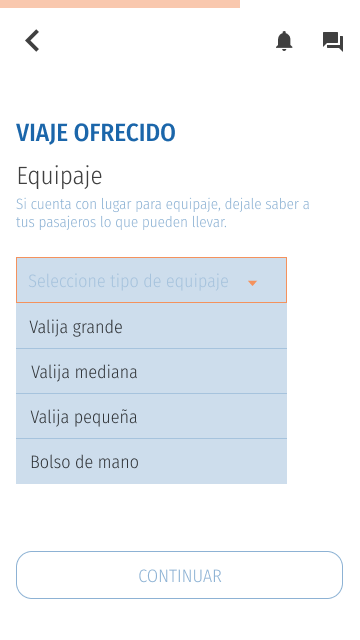 VIAJE OFRECIDO
Equipaje
Si cuenta con lugar para equipaje, dejale saber a
tus pasajeros lo que pueden llevar.
Seleccione tipo de equipaje
Valija grande
Valija mediana
Valija pequeña
Bolso de mano
CONTINUAR